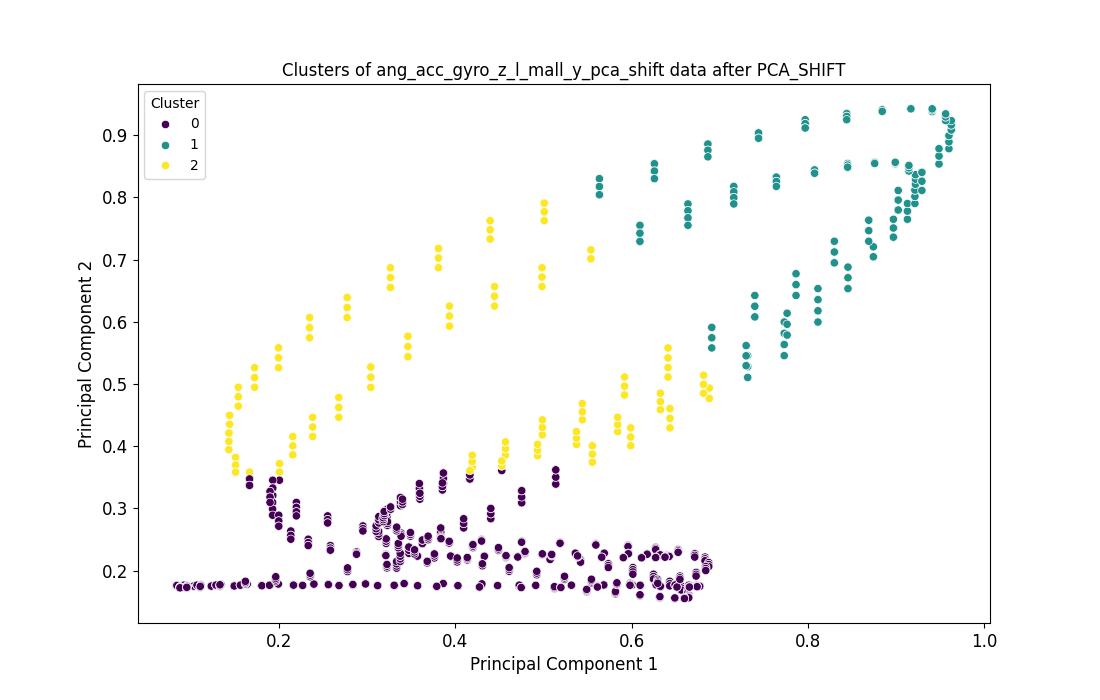 Clusters of ang_acc_gyro_z_l_mall_y_pca_shift data after PCA_SHIFT
Cluster
0
1
2
0.9
0.8
0.7
0.6
0.5
0.4
0.3
0.2
Principal Component 2
0.2 0.4 0.6 0.8 1.0
Principal Component 1